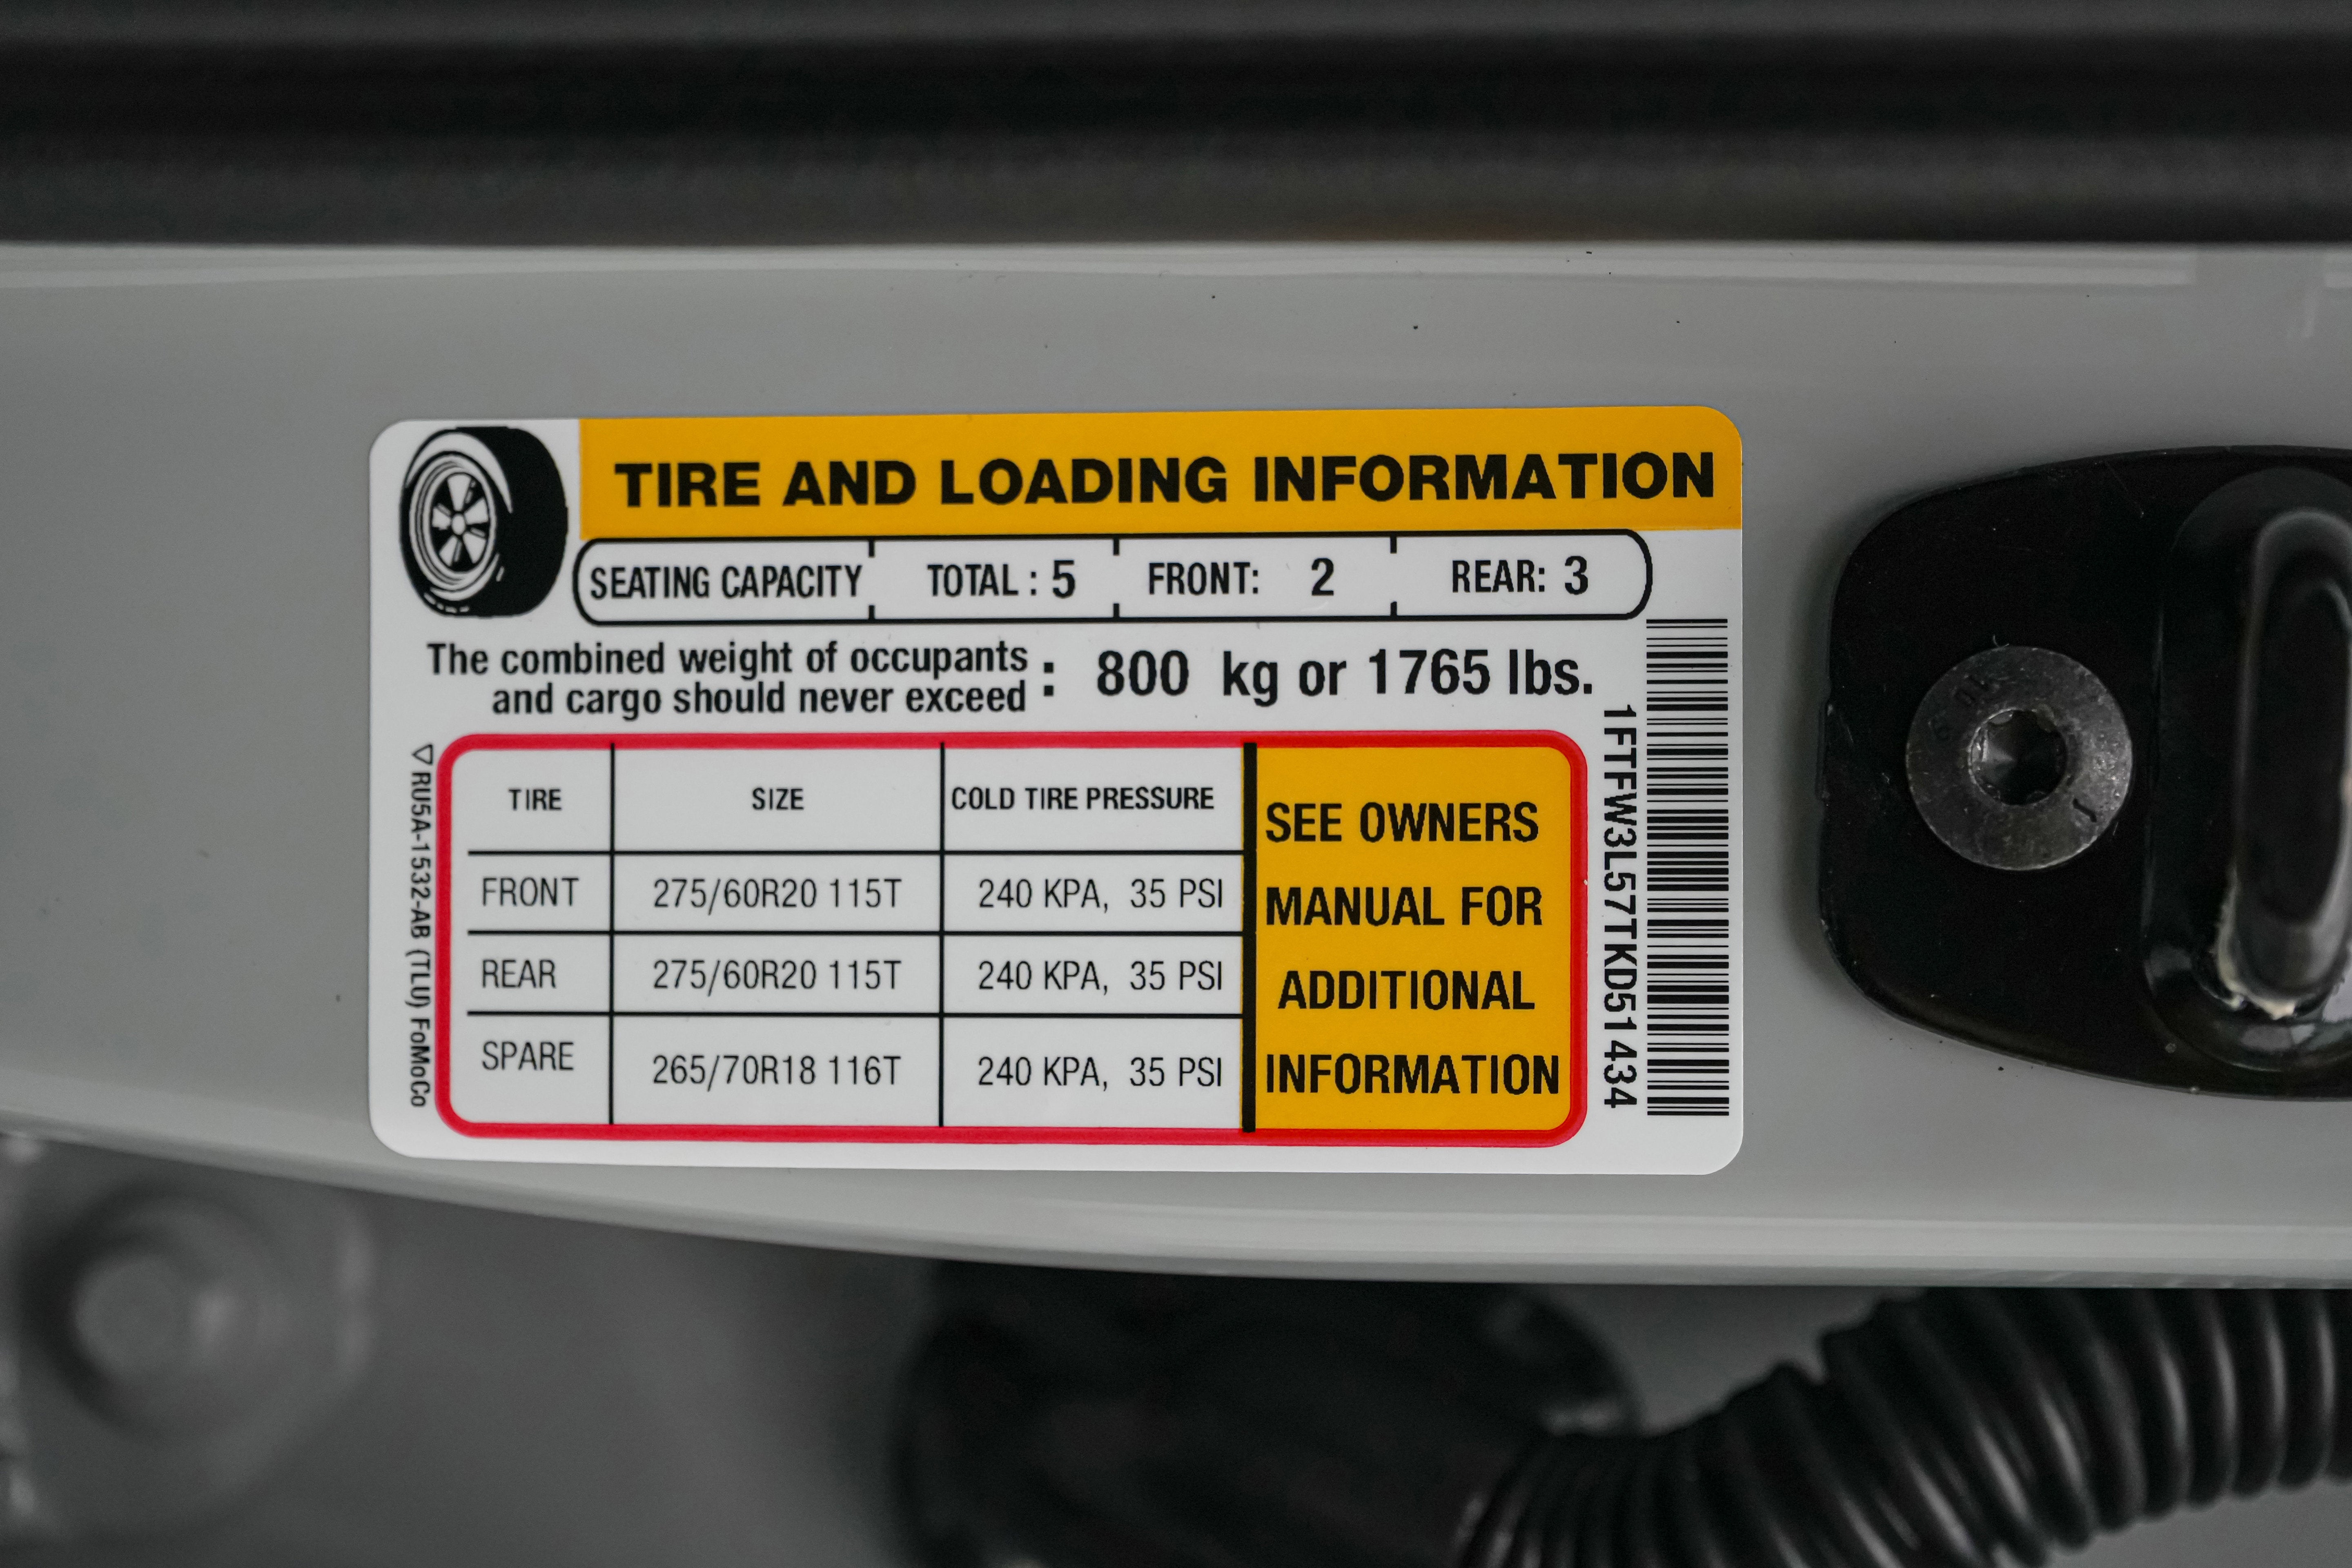 TIRE AND LOADING INFORMATION
SEATING CAPACITY TOTAL : 5 FRONT: 2 REAR: 3
The combined weight of occupants
and cargo should never exceed : 800 kg or 1765 lbs.
TIRE SIZE COLD TIRE PRESSURE
FRONT 275/60R20 115T 240 KPA, 35 PSI
REAR 275/60R20 115T 240 KPA, 35 PSI
SPARE 265/70R18 116T 240 KPA, 35 PSI
SEE OWNERS
MANUAL FOR
ADDITIONAL
INFORMATION
RU5A-1532-AB (TLU) FoMoCo
1FTFW3L57TKD51434